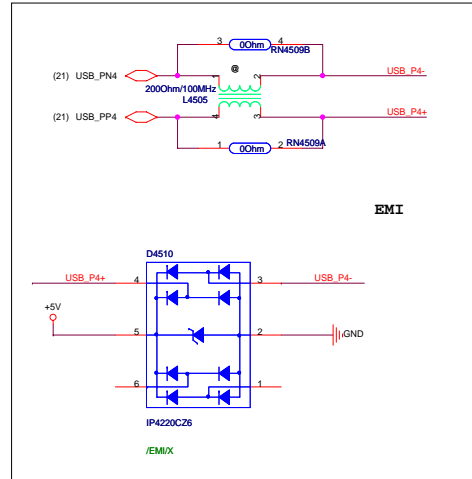 3 0Ohm 4
RN4509B
@
(21) USB_PN4 1 2 USB_P4-
200Ohm/100MHz
L4505
(21) USB_PP4 4 3 USB_P4+
1 0Ohm 2 RN4509A
EMI
D4510
USB_P4+ 4 3 USB_P4-
+5V
5 2 GND
6 1
IP4220CZ6
/EMI/X